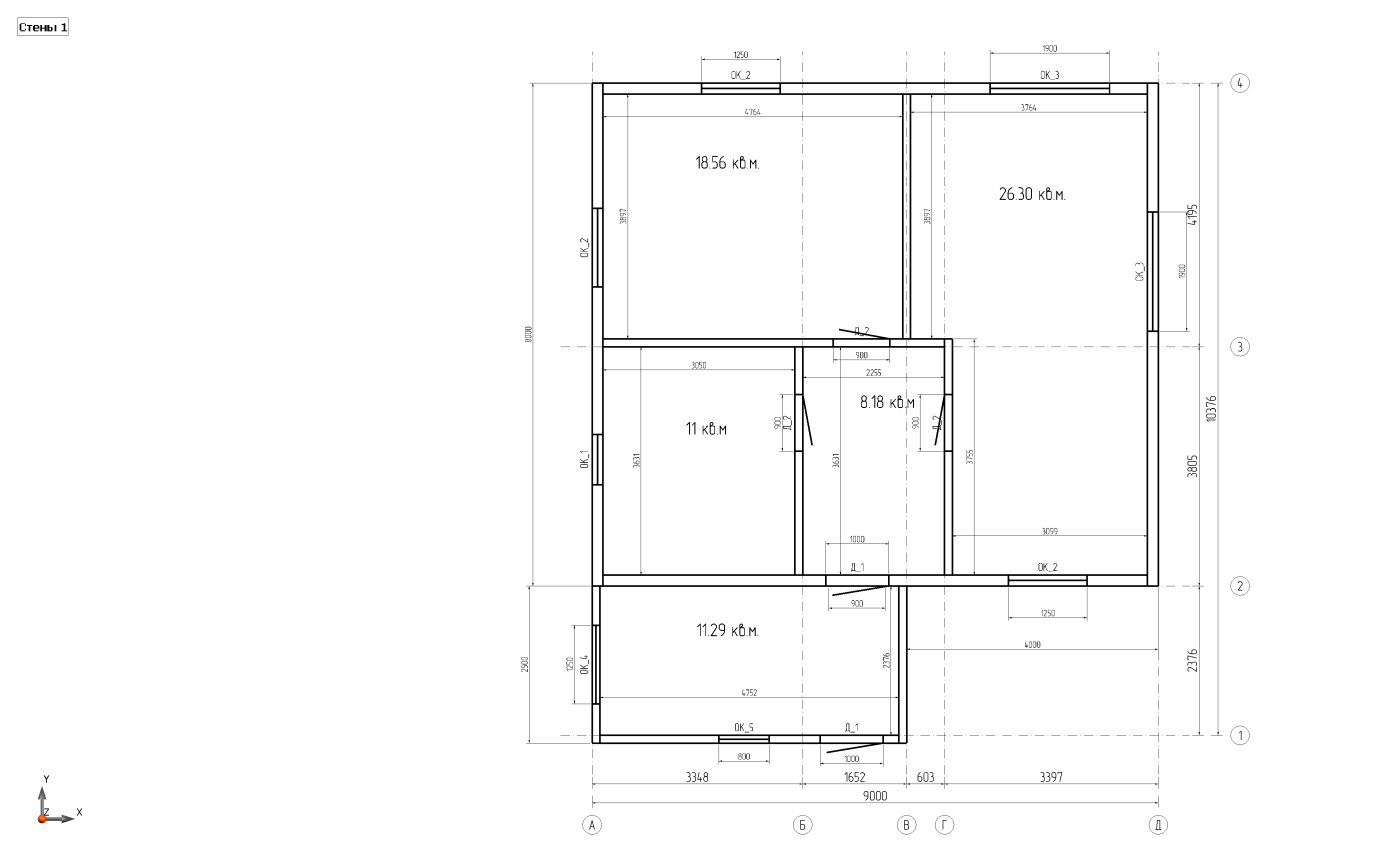 Стены 1
1250
1900
ОК_2
ОК_3
4
4764
3764
18.56 кв.м.
26.30 кв.м.
3897
3897
4195
ОК_2
ОК_3
1900
8000
Д_2
3
900
3050
2255
8.18 кв.м
10376
11 кв.м
900
Д_2
900
Д_2
ОК_1
3631
3631
3755
3805
3099
1000
Д_1
ОК_2
2
900
1250
11.29 кв.м.
4000
2500
1250
ОК_4
2376
2376
4752
ОК_5
Д_1
1
800
1000
3348
1652
603
3397
9000
Y
Z
X
А
Б
В
Г
Д